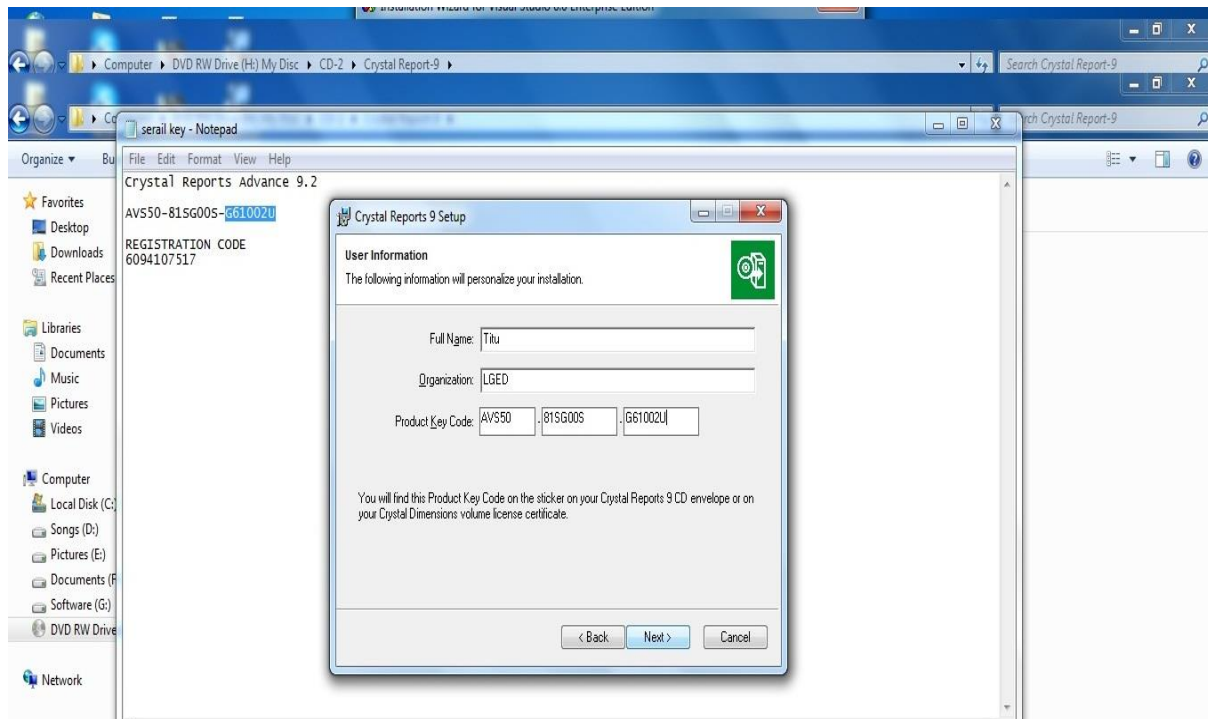 Installation Wizard for Visual Studio 6.0 Enterprise Edition
Computer ▸ DVD RW Drive (H:) My Disc ▸ CD-2 ▸ Crystal Report-9 ▸
Search Crystal Report-9
rch Crystal Report-9
serail key - Notepad
Organize
File Edit Format View Help
Crystal Reports Advance 9.2
AVS50-81SG00S-G61002U
REGISTRATION CODE
6094107517
Favorites
Desktop
Downloads
Recent Places
Libraries
Documents
Music
Pictures
Videos
Computer
Local Disk (C:)
Songs (D:)
Pictures (E:)
Documents (F
Software (G:)
DVD RW Drive
Network
Crystal Reports 9 Setup
User Information
The following information will personalize your installation.
Full Name: Titu
Organization: LGED
Product Key Code: AVS50 . 81SG00S . G61002U
You will find this Product Key Code on the sticker on your Crystal Reports 9 CD envelope or on
your Crystal Dimensions volume license certificate.
< Back Next > Cancel